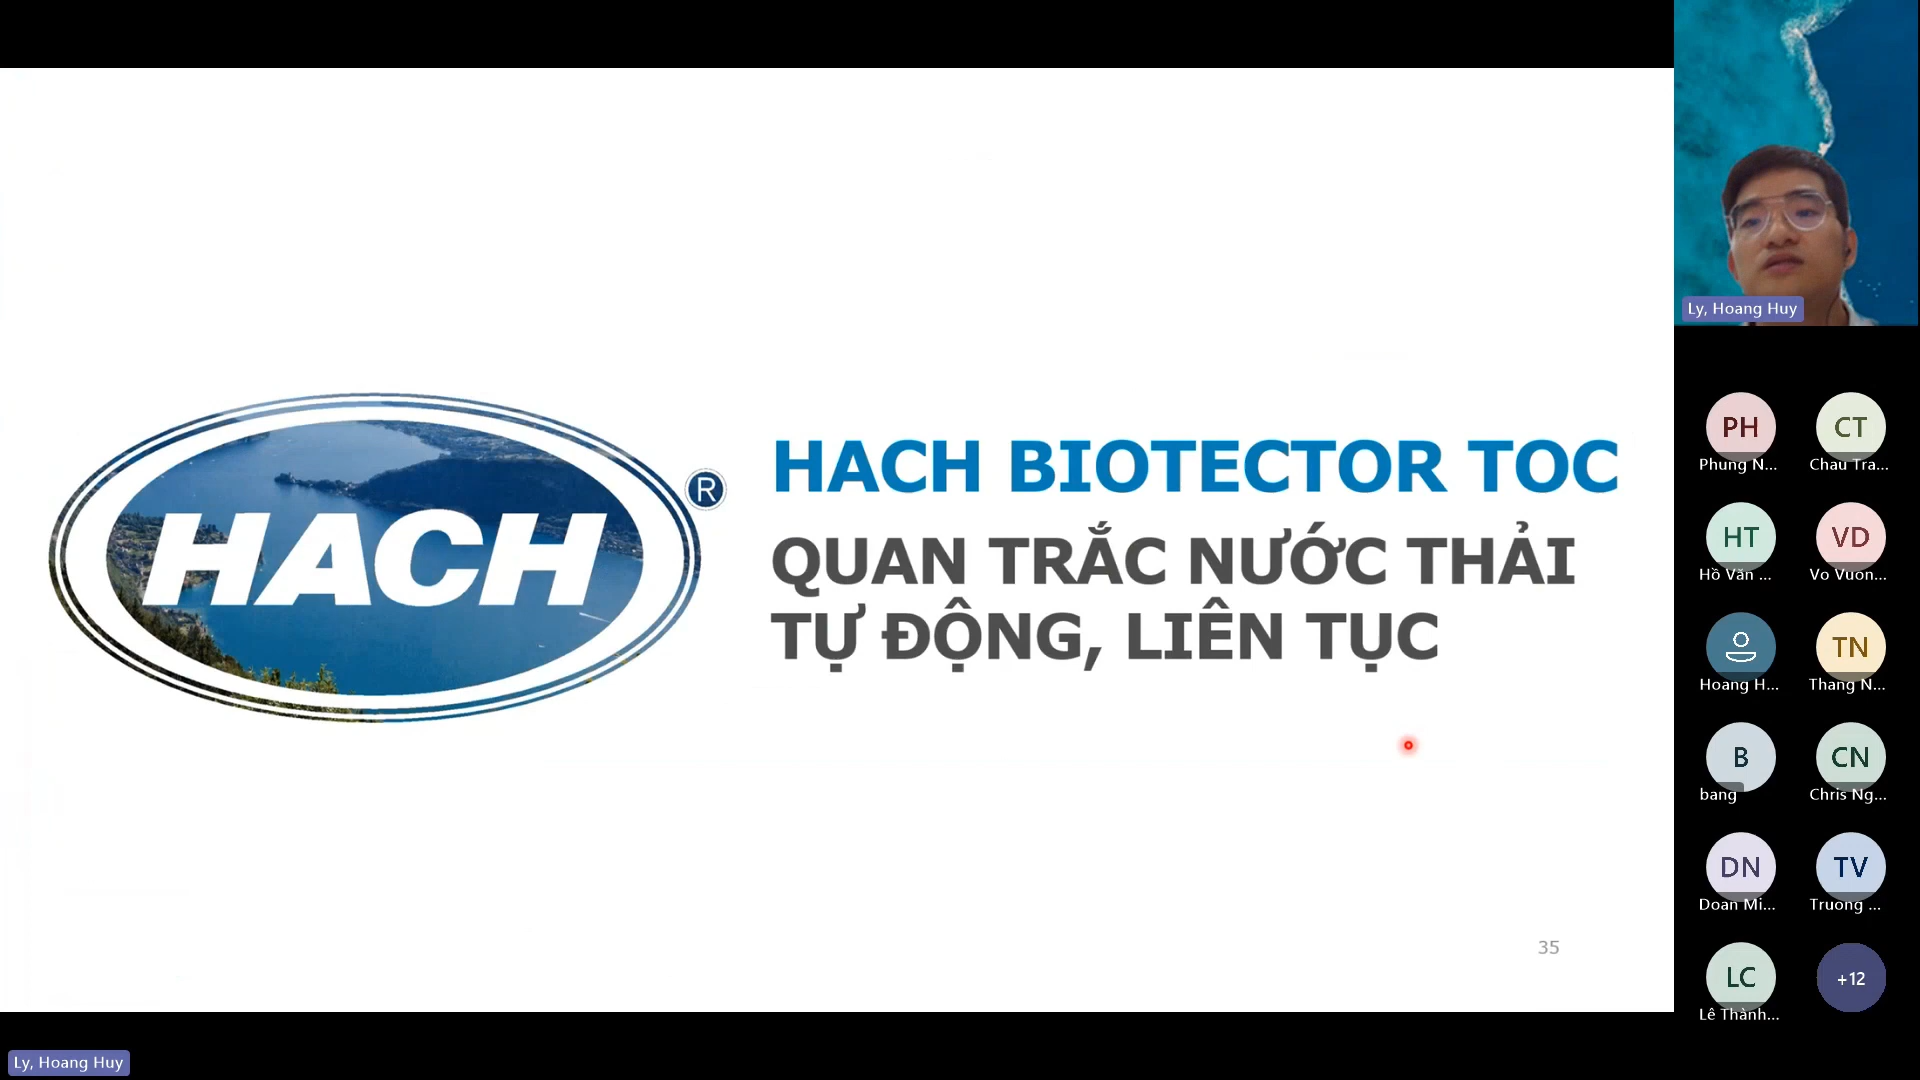 HACH
®
HACH BIOTECTOR TOC
QUAN TRẮC NƯỚC THẢI
TỰ ĐỘNG, LIÊN TỤC
35
Ly, Hoang Huy
PH
Phung N...
CT
Chau Tra...
HT
Hồ Văn ...
VD
Vo Vuon...
Hoang H...
TN
Thang N...
B
bang
CN
Chris Ng...
DN
Doan Mi...
TV
Truong ...
LC
Lê Thành...
+12
Ly, Hoang Huy